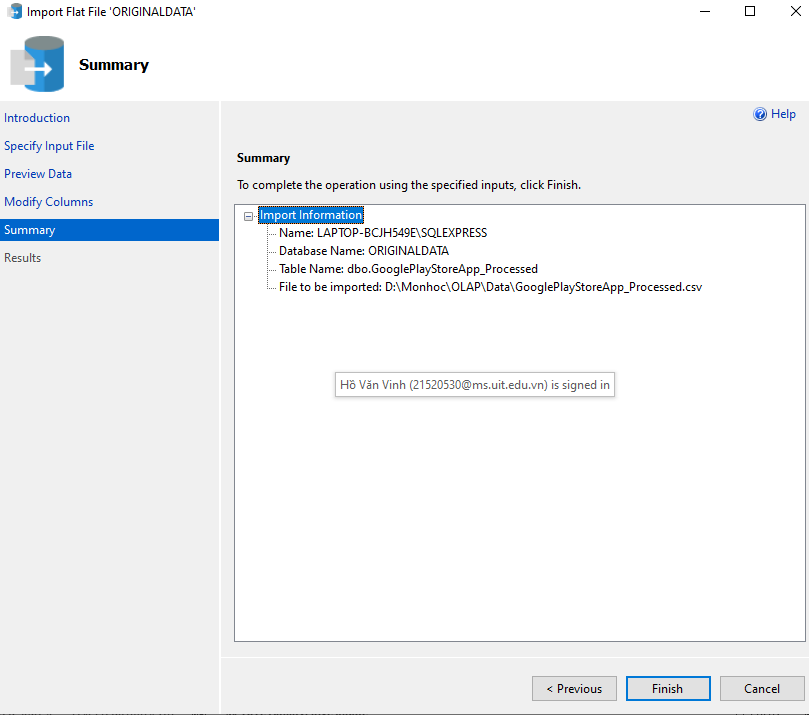 Import Flat File 'ORIGINALDATA'
Summary
Introduction
Specify Input File
Preview Data
Modify Columns
Summary
Results
Help
Summary
To complete the operation using the specified inputs, click Finish.
Import Information
Name: LAPTOP-BCJH549E\SQLEXPRESS
Database Name: ORIGINALDATA
Table Name: dbo.GooglePlayStoreApp_Processed
File to be imported: D:\Monhoc\OLAP\Data\GooglePlayStoreApp_Processed.csv
Hồ Văn Vinh (21520530@ms.uit.edu.vn) is signed in
< Previous
Finish
Cancel